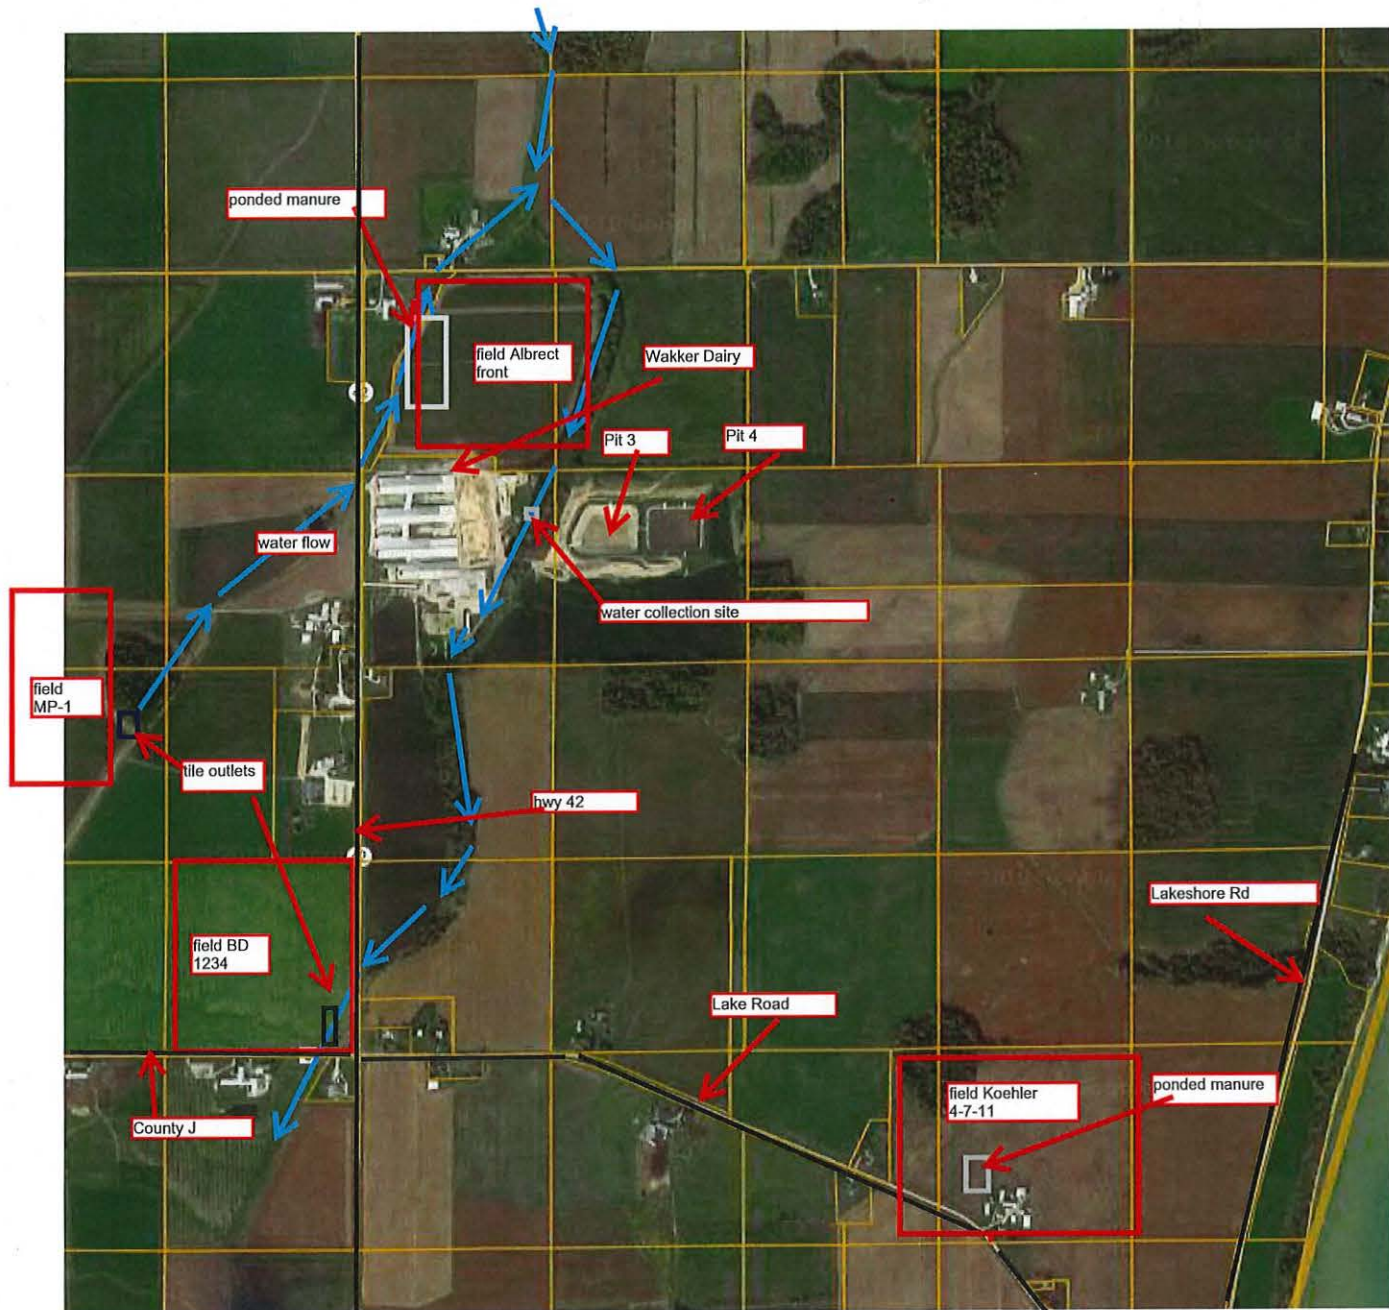 ponded manure
field Albrect
front
Wakker Dairy
Pit 3
Pit 4
water flow
water collection site
field
MP-1
tile outlets
hwy 42
Lakeshore Rd
field BD
1234
Lake Road
field Koehler
4-7-11
ponded manure
County J